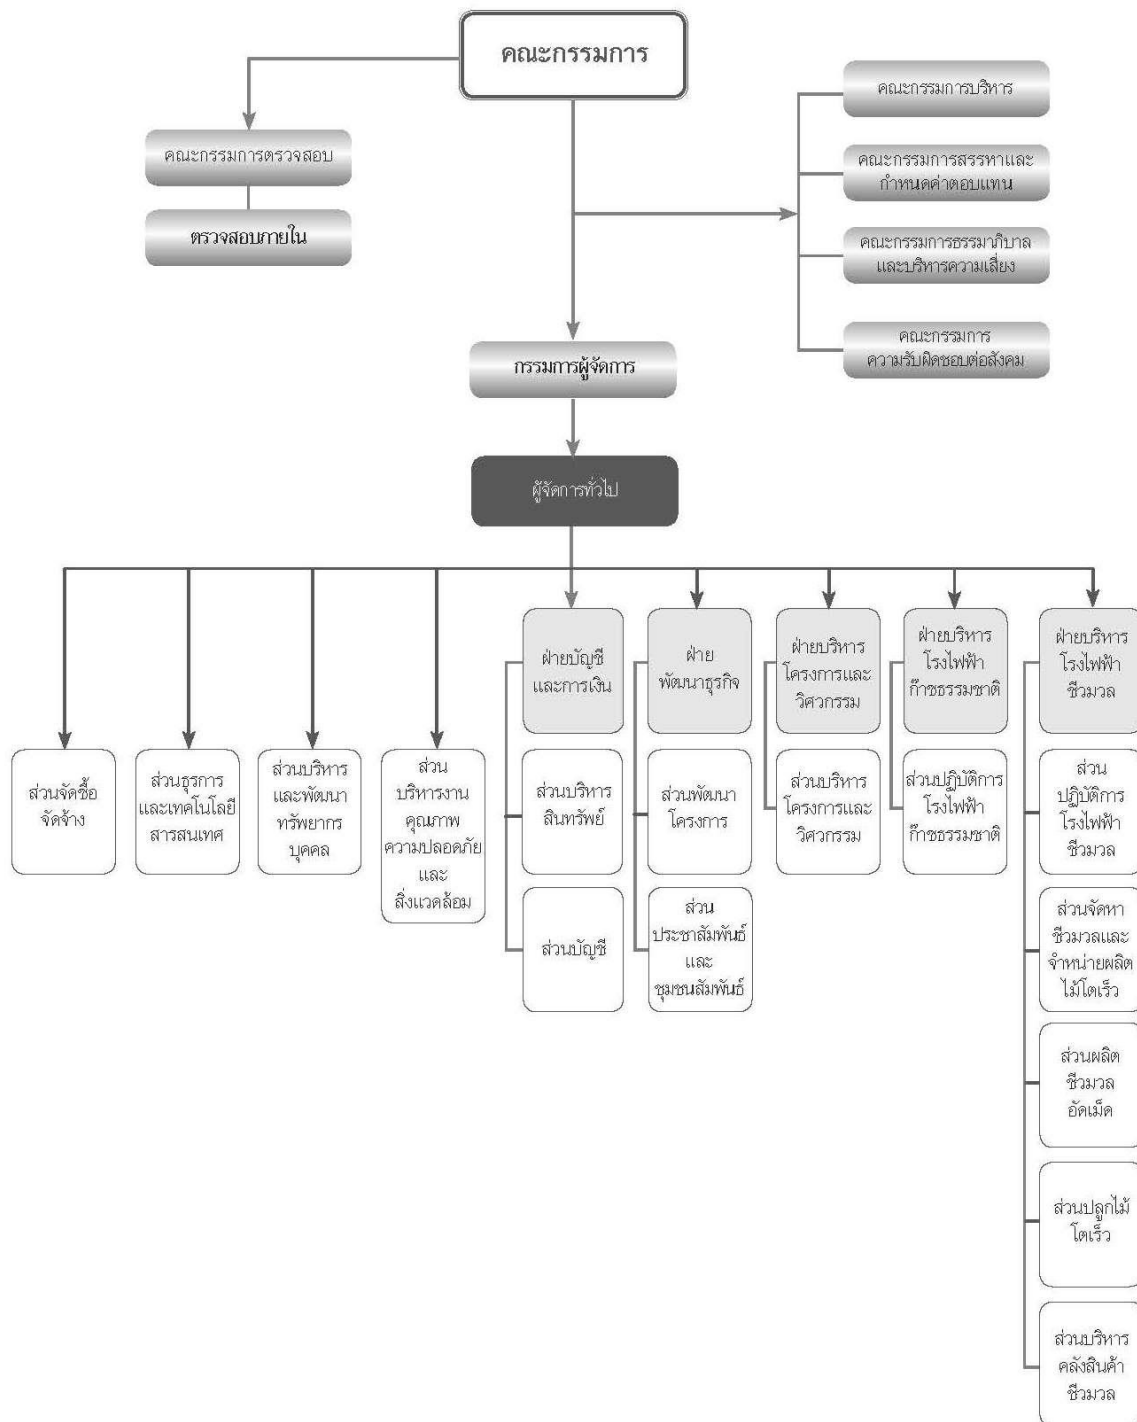 คณะกรรมการ
คณะกรรมการตรวจสอบ
ตรวจสอบภายใน
คณะกรรมการบริหาร
คณะกรรมการสรรหาและ
กำหนดค่าตอบแทน
คณะกรรมการธรรมาภิบาล
และบริหารความเสี่ยง
คณะกรรมการ
ความรับผิดชอบต่อสังคม
กรรมการผู้จัดการ
ผู้จัดการทั่วไป
ส่วนจัดซื้อ
จัดจ้าง
ส่วนธุรการ
และเทคโนโลยี
สารสนเทศ
ส่วนบริหาร
และพัฒนา
ทรัพยากร
บุคคล
ส่วน
บริหารงาน
คุณภาพ
ความปลอดภัย
และ
สิ่งแวดล้อม
ฝ่ายบัญชี
และการเงิน
ส่วนบริหาร
สินทรัพย์
ส่วนบัญชี
ฝ่าย
พัฒนาธุรกิจ
ส่วนพัฒนา
โครงการ
ส่วน
ประชาสัมพันธ์
และ
ชุมชนสัมพันธ์
ฝ่ายบริหาร
โครงการและ
วิศวกรรม
ส่วนบริหาร
โครงการและ
วิศวกรรม
ฝ่ายบริหาร
โรงไฟฟ้า
ก๊าซธรรมชาติ
ส่วนปฏิบัติการ
โรงไฟฟ้า
ก๊าซธรรมชาติ
ฝ่ายบริหาร
โรงไฟฟ้า
ชีวมวล
ส่วน
ปฏิบัติการ
โรงไฟฟ้า
ชีวมวล
ส่วนจัดหา
ชีวมวลและ
จำหน่ายผลิต
ไม้โตเร็ว
ส่วนผลิต
ชีวมวล
อัดเม็ด
ส่วนปลูกไม้
โตเร็ว
ส่วนบริหาร
คลังสินค้า
ชีวมวล